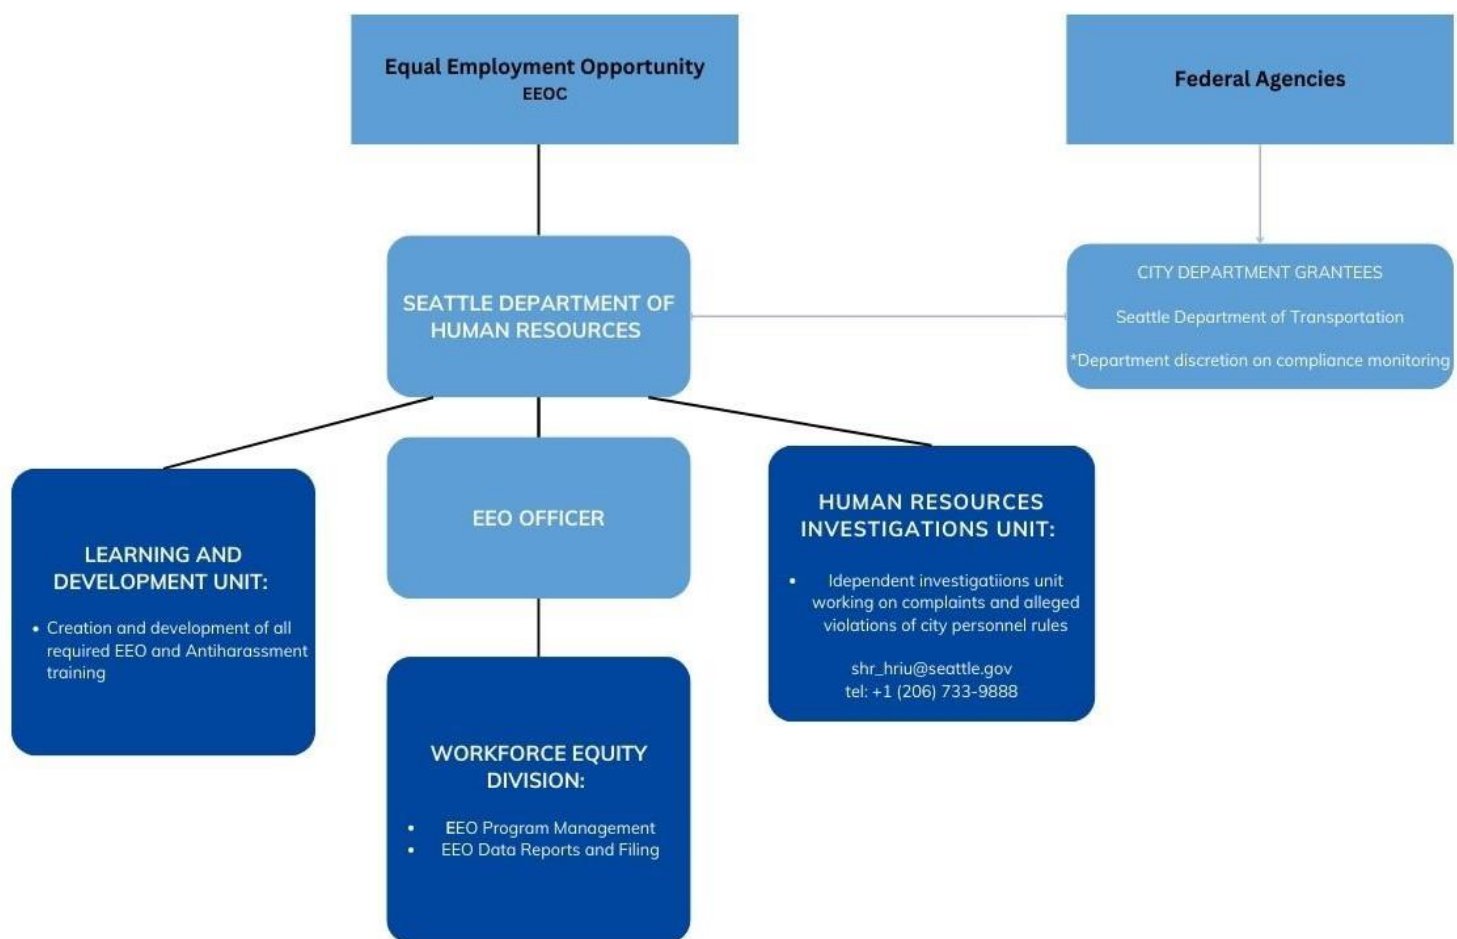 Equal Employment Opportunity
EEOC
Federal Agencies
SEATTLE DEPARTMENT OF
HUMAN RESOURCES
CITY DEPARTMENT GRANTEES
Seattle Department of Transportation
*Department discretion on compliance monitoring
LEARNING AND
DEVELOPMENT UNIT:
• Creation and development of all
required EEO and Antiharassment
training
EEO OFFICER
HUMAN RESOURCES
INVESTIGATIONS UNIT:
• Idependent investigatiions unit
working on complaints and alleged
violations of city personnel rules
shr_hriu@seattle.gov
tel: +1 (206) 733-9888
WORKFORCE EQUITY
DIVISION:
• EEO Program Management
• EEO Data Reports and Filing